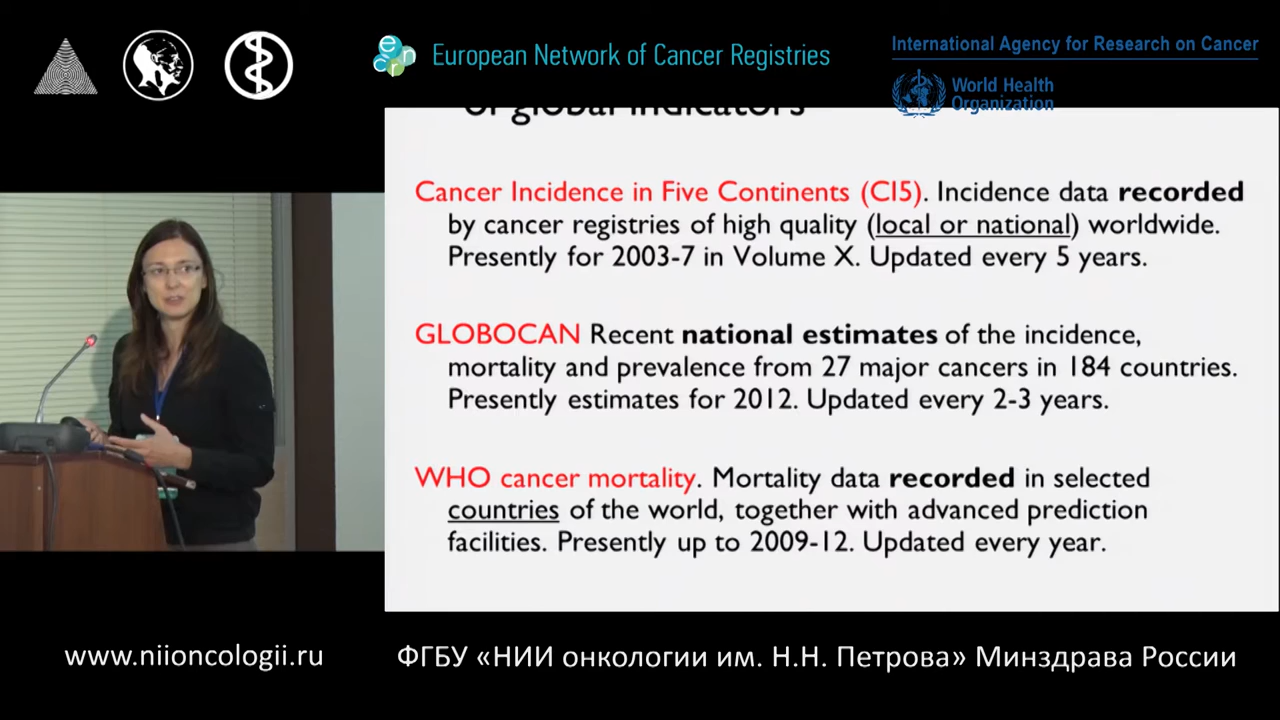 European Network of Cancer Registries
International Agency for Research on Cancer
World Health
Organization
of global indicators
Cancer Incidence in Five Continents (CI5). Incidence data recorded
by cancer registries of high quality (local or national) worldwide.
Presently for 2003-7 in Volume X. Updated every 5 years.
GLOBOCAN Recent national estimates of the incidence,
mortality and prevalence from 27 major cancers in 184 countries.
Presently estimates for 2012. Updated every 2-3 years.
WHO cancer mortality. Mortality data recorded in selected
countries of the world, together with advanced prediction
facilities. Presently up to 2009-12. Updated every year.
www.niioncologii.ru
ФГБУ «НИИ онкологии им. Н.Н. Петрова» Минздрава России